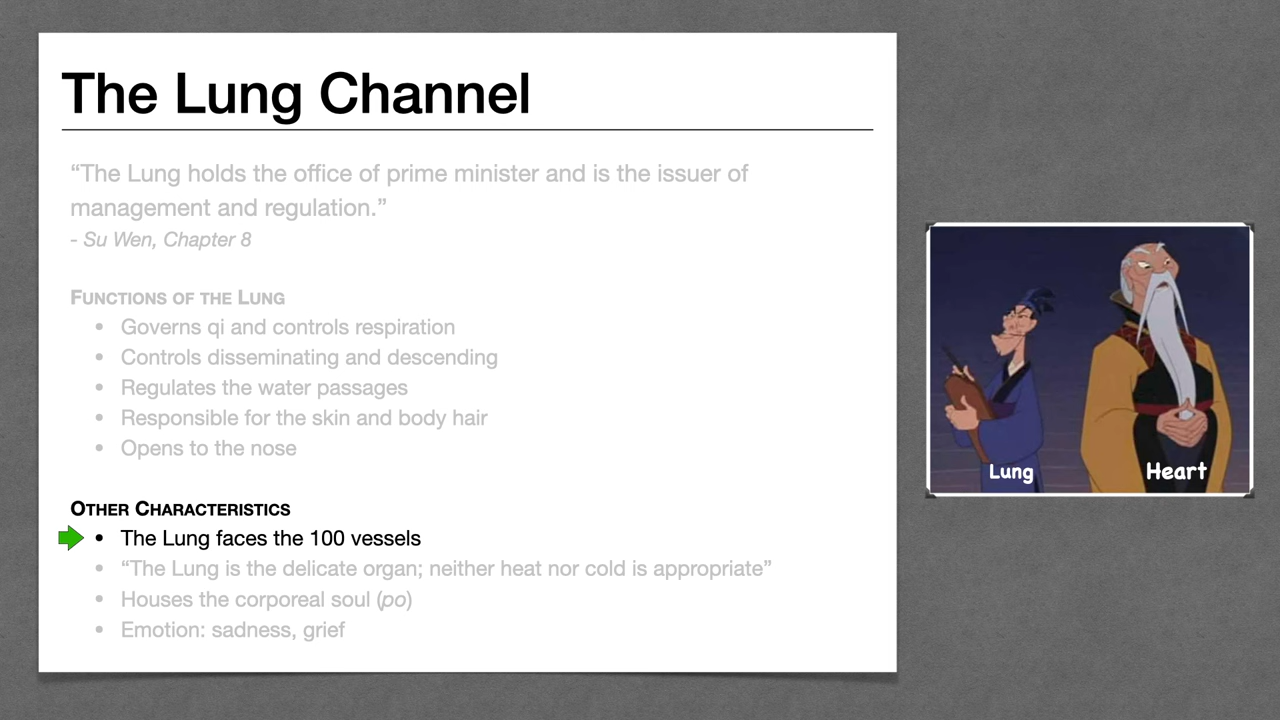 The Lung Channel
“The Lung holds the office of prime minister and is the issuer of
management and regulation.”
- Su Wen, Chapter 8
FUNCTIONS OF THE LUNG
• Governs qi and controls respiration
• Controls disseminating and descending
• Regulates the water passages
• Responsible for the skin and body hair
• Opens to the nose
OTHER CHARACTERISTICS
• The Lung faces the 100 vessels
• “The Lung is the delicate organ; neither heat nor cold is appropriate”
• Houses the corporeal soul (po)
• Emotion: sadness, grief
Lung
Heart